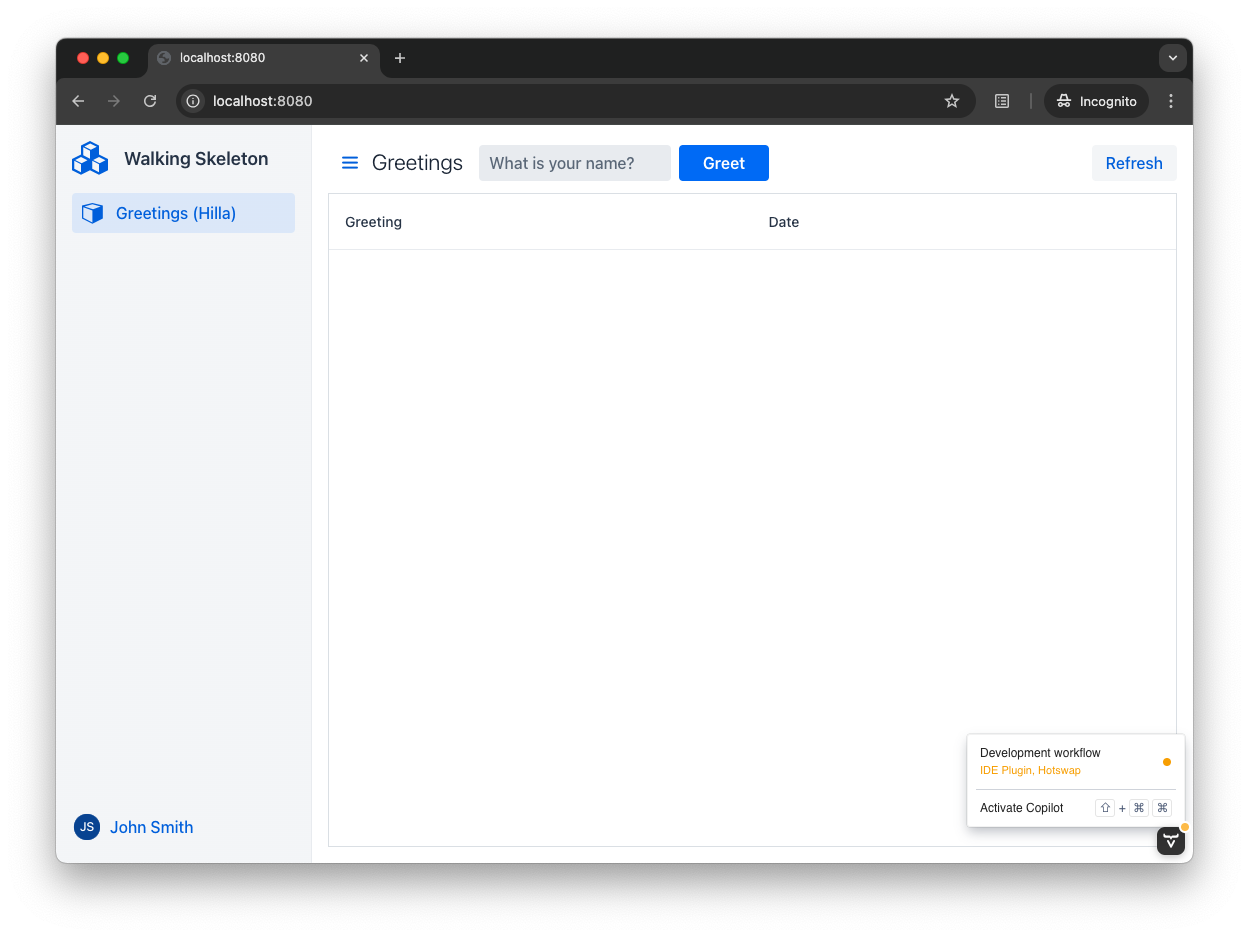 localhost:8080
localhost:8080
Incognito
Walking Skeleton
Greetings (Hilla)
Greetings
What is your name?
Greet
Refresh
Greeting
Date
Development workflow
IDE Plugin, Hotswap
Activate Copilot
⇧ + ⌘ ⌘
JS
John Smith